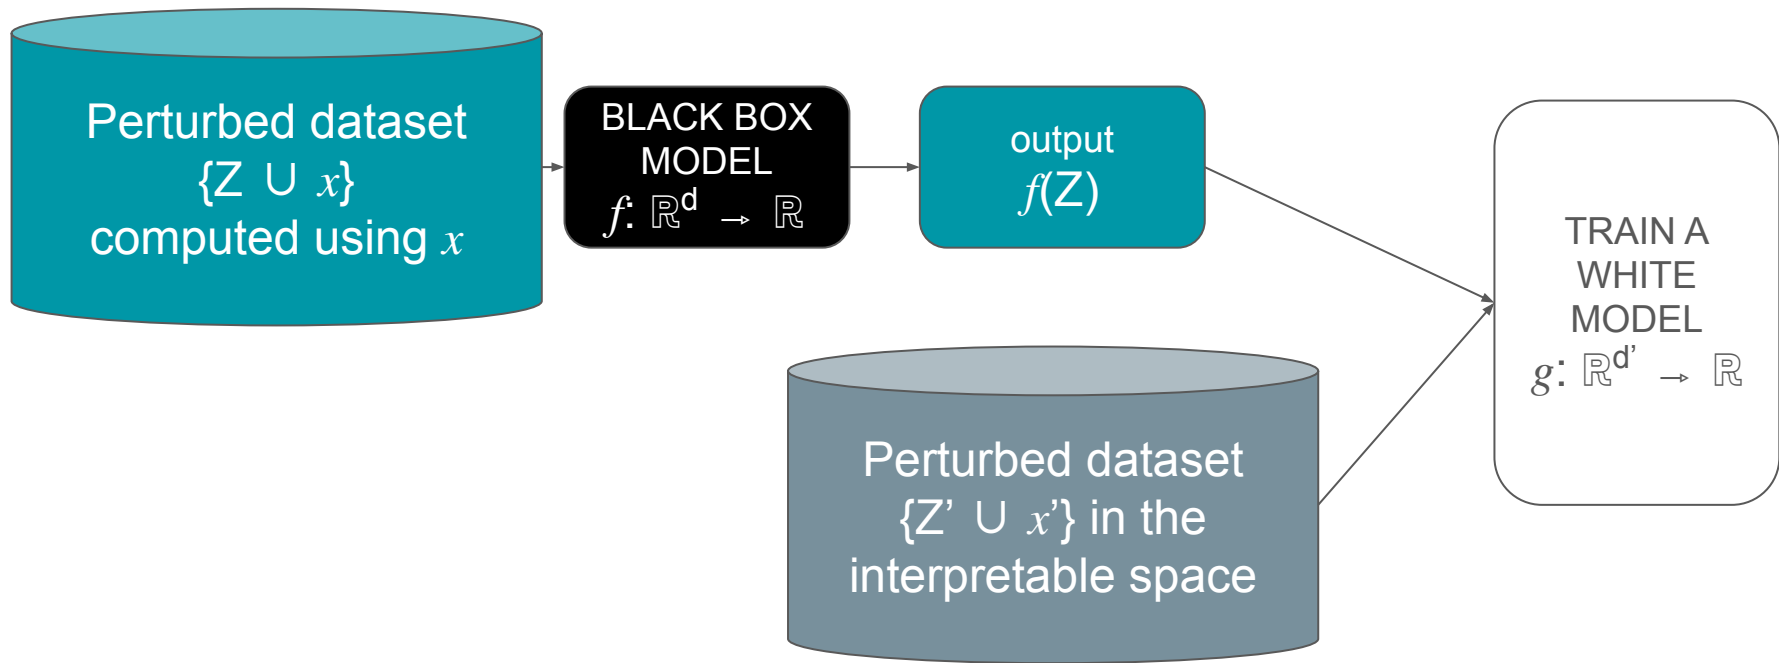 Perturbed dataset
{Z ∪ x}
computed using x
BLACK BOX
MODEL
f: ℝᵈ → ℝ
output
f(Z)
TRAIN A
WHITE
MODEL
g: ℝᵈ’ → ℝ
Perturbed dataset
{Z’ ∪ x’} in the
interpretable space